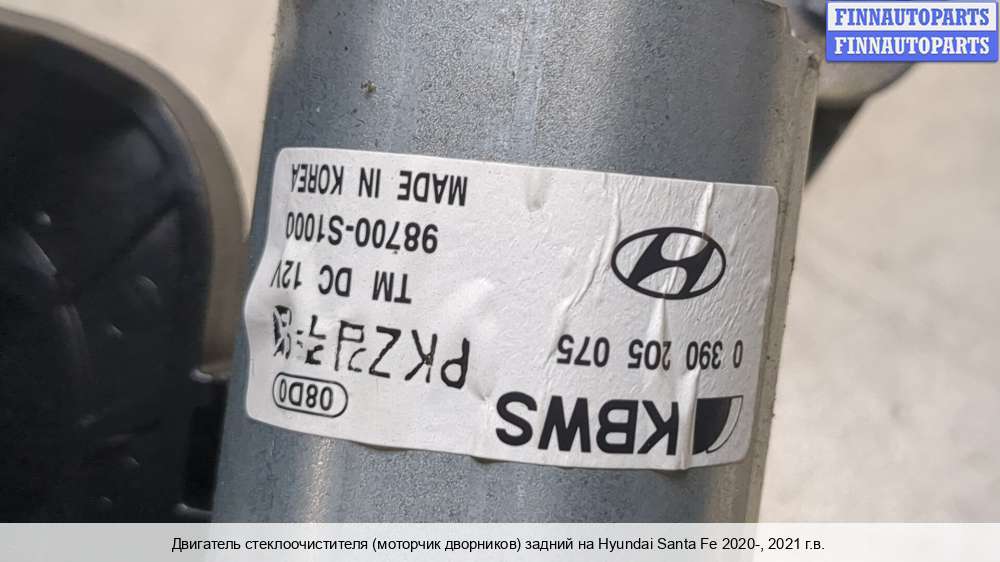 FINNAUTOPARTS
FINNAUTOPARTS
KBWS
08D0
0 390 205 075
TM DC 12V
98700-S1000
MADE IN KOREA
Двигатель стеклоочистителя (моторчик дворников) задний на Hyundai Santa Fe 2020-, 2021 г.в.